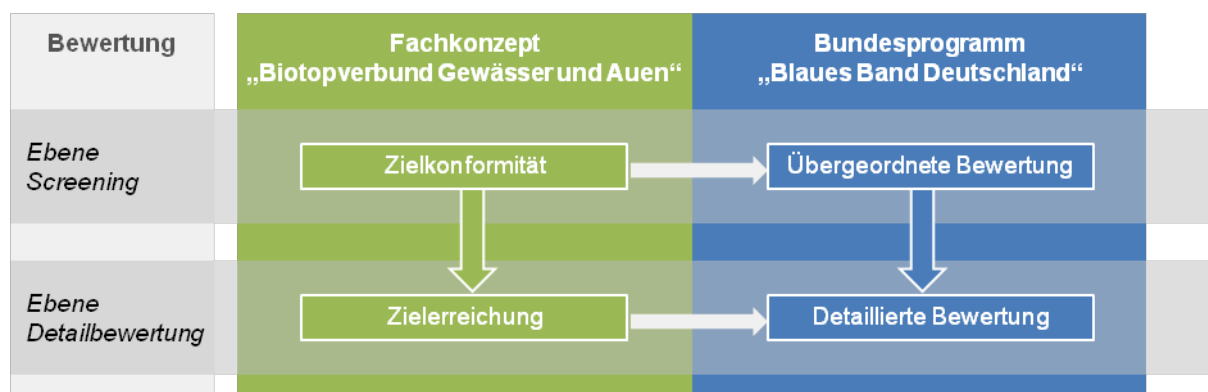 Bewertung
Fachkonzept
„Biotopverbund Gewässer und Auen“
Bundesprogramm
„Blaues Band Deutschland“
Ebene
Screening
Zielkonformität
Übergeordnete Bewertung
Ebene
Detailbewertung
Zielerreichung
Detaillierte Bewertung